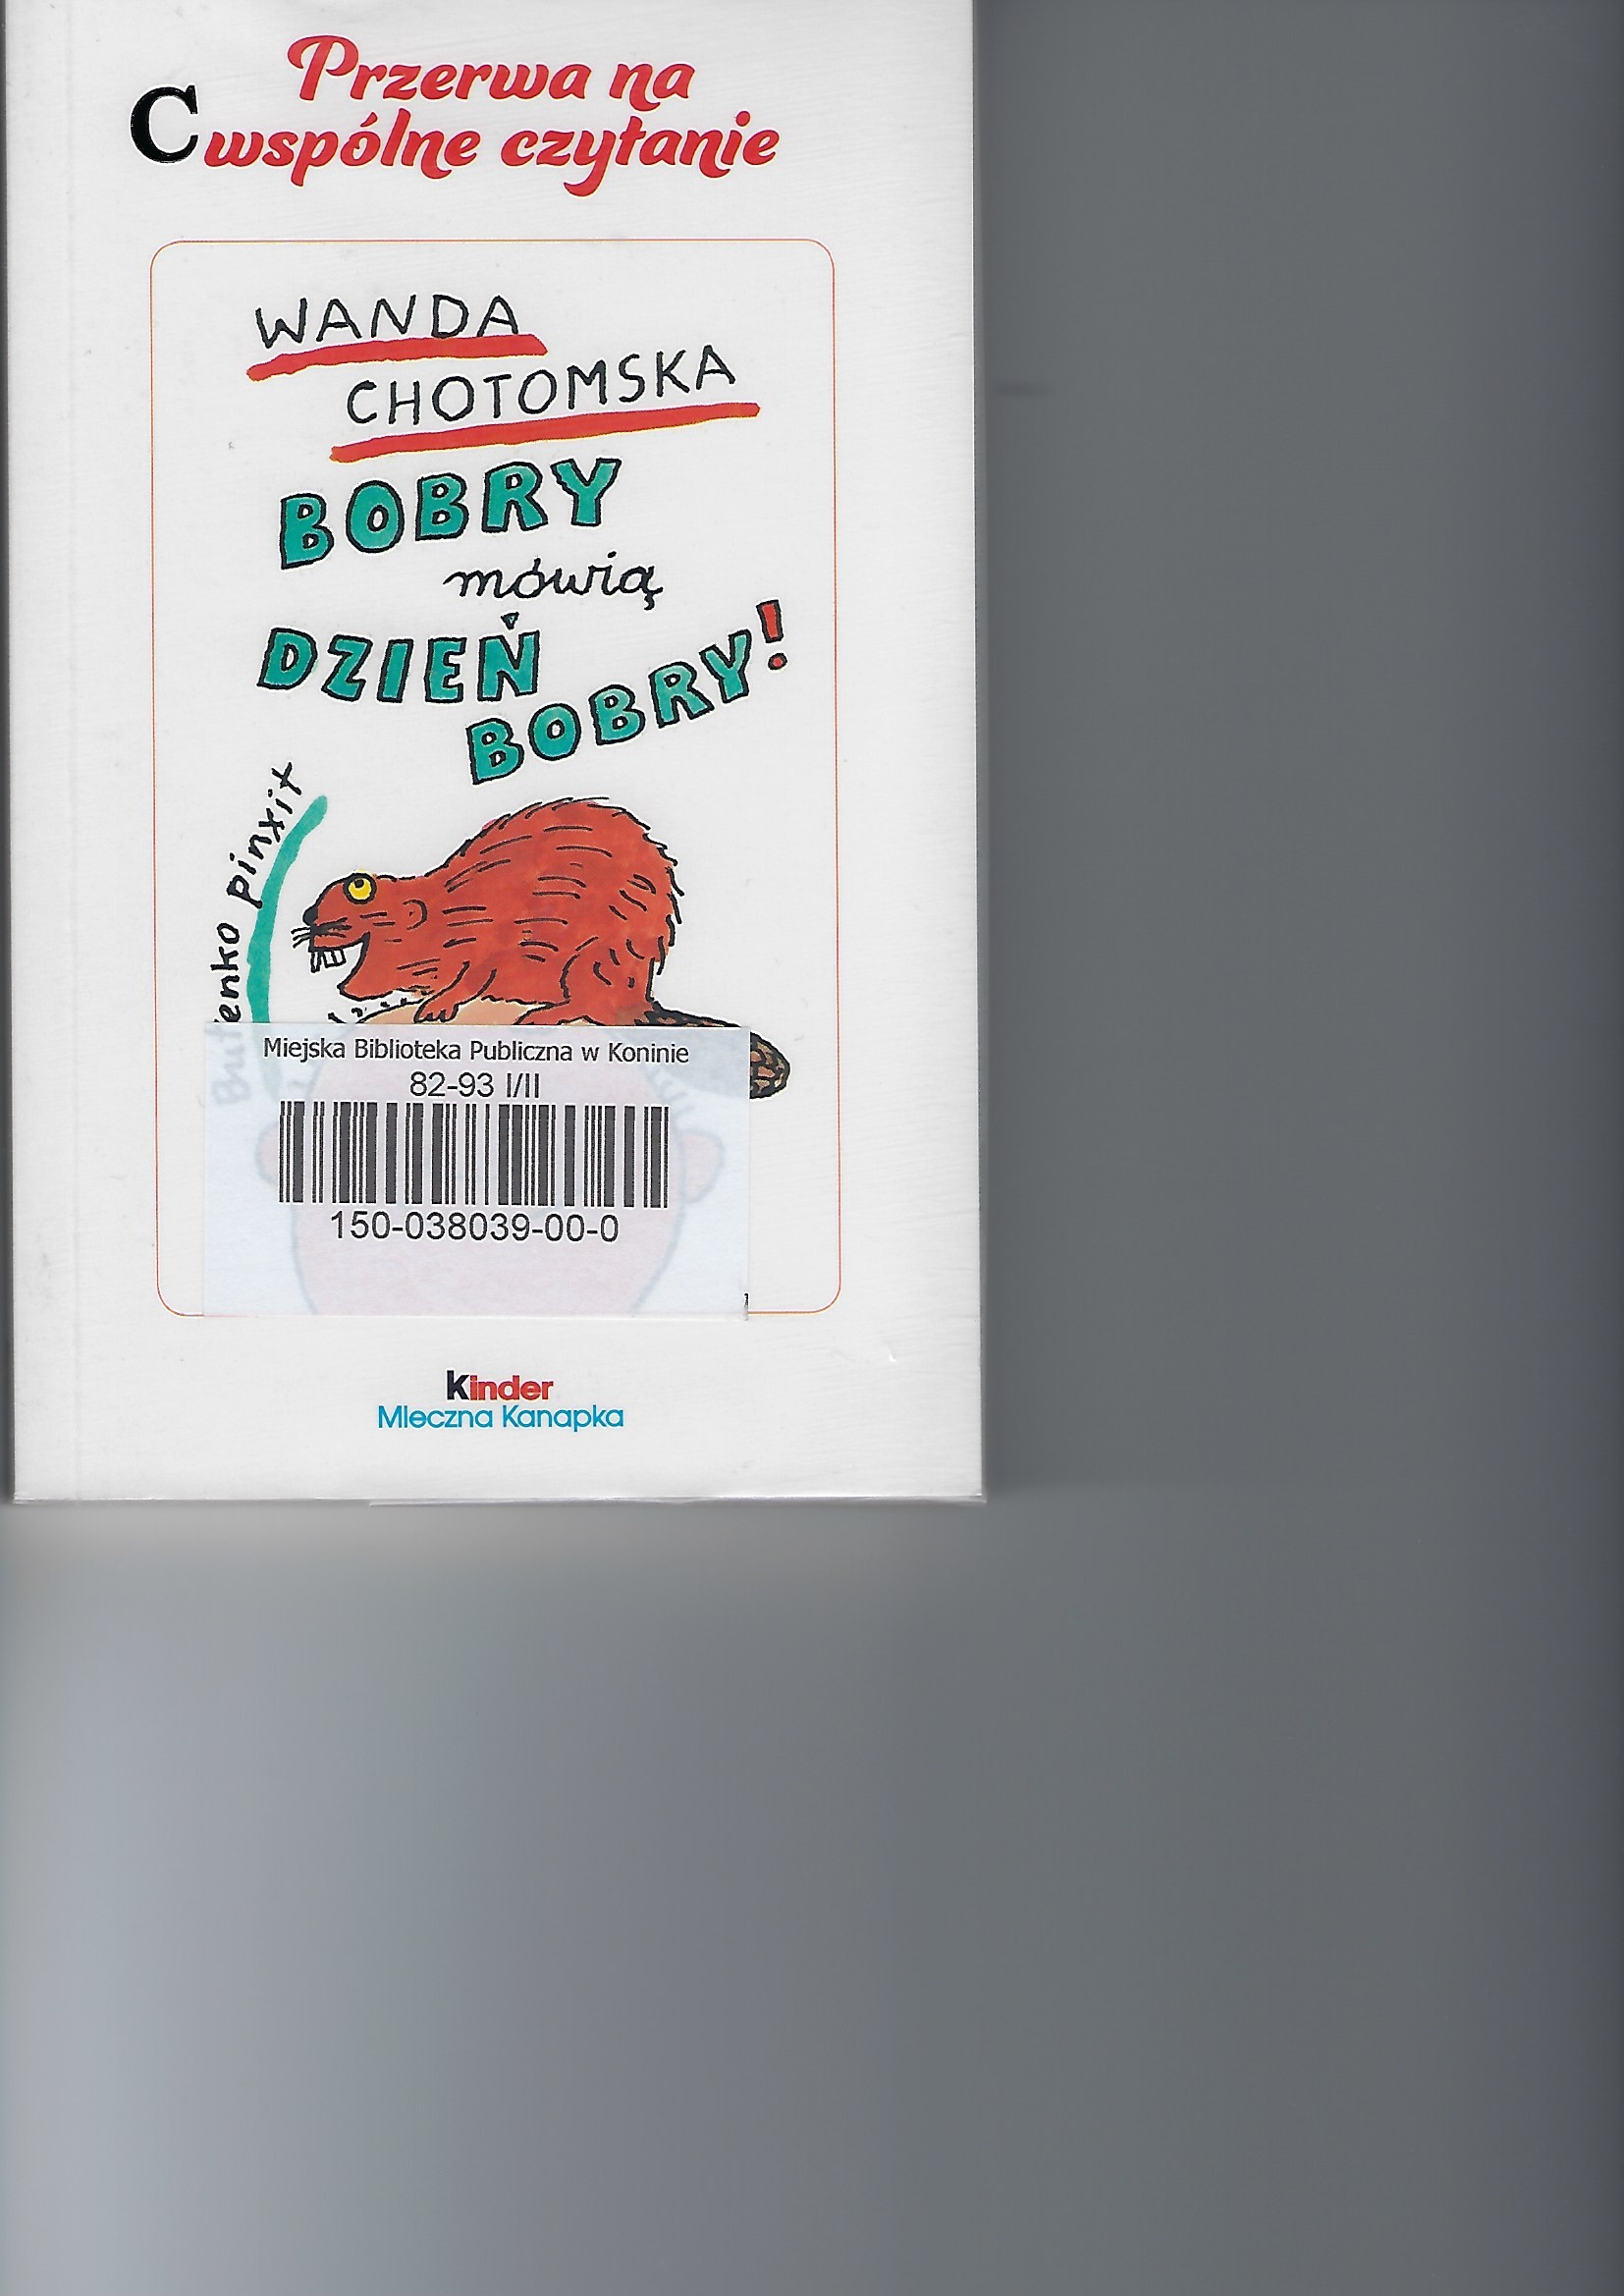 Przerwa na
C wspólne czytanie
WANDA
CHOTOMSKA
BOBRY
mówią
DZIEŃ
BOBRY!
Butenko pinxit
Miejska Biblioteka Publiczna w Koninie
82-93 I/II
150-038039-00-0
Kinder
Mleczna Kanapka